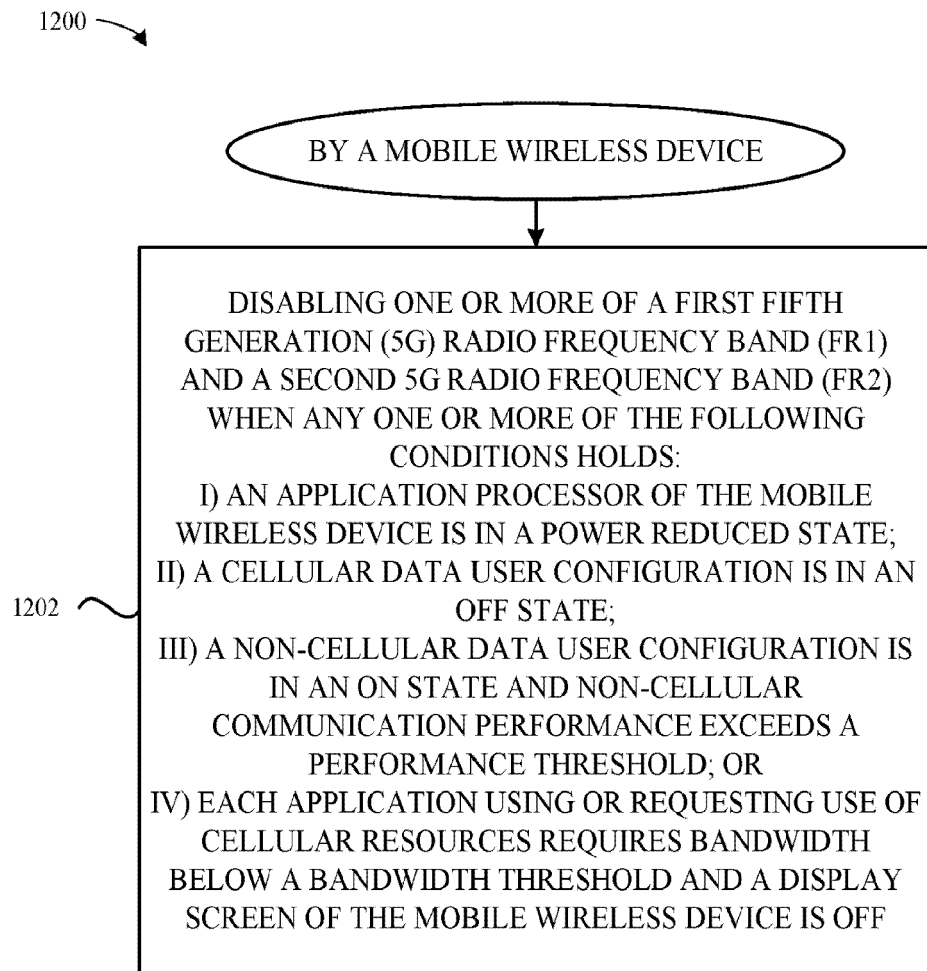 1200
BY A MOBILE WIRELESS DEVICE
DISABLING ONE OR MORE OF A FIRST FIFTH
GENERATION (5G) RADIO FREQUENCY BAND (FR1)
AND A SECOND 5G RADIO FREQUENCY BAND (FR2)
WHEN ANY ONE OR MORE OF THE FOLLOWING
CONDITIONS HOLDS:
I) AN APPLICATION PROCESSOR OF THE MOBILE
WIRELESS DEVICE IS IN A POWER REDUCED STATE;
II) A CELLULAR DATA USER CONFIGURATION IS IN AN
OFF STATE;
1202
III) A NON-CELLULAR DATA USER CONFIGURATION IS
IN AN ON STATE AND NON-CELLULAR
COMMUNICATION PERFORMANCE EXCEEDS A
PERFORMANCE THRESHOLD; OR
IV) EACH APPLICATION USING OR REQUESTING USE OF
CELLULAR RESOURCES REQUIRES BANDWIDTH
BELOW A BANDWIDTH THRESHOLD AND A DISPLAY
SCREEN OF THE MOBILE WIRELESS DEVICE IS OFF